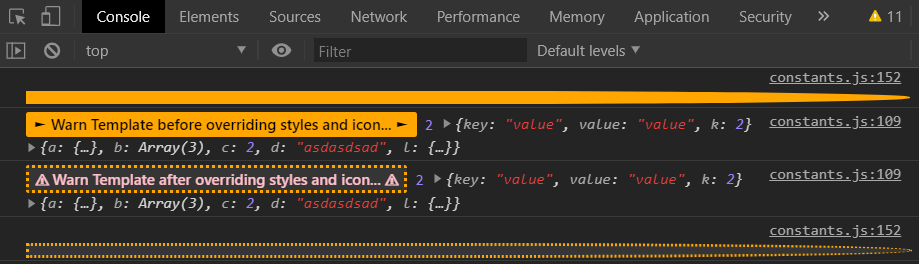 Console Elements Sources Network Performance Memory Application Security » 11
top Filter Default levels
constants.js:152
► Warn Template before overriding styles and icon... ► 2 ▶{key: "value", value: "value", k: 2} constants.js:109
▶{a: {…}, b: Array(3), c: 2, d: "asdasdsad", l: {…}}
⚠ Warn Template after overriding styles and icon... ⚠ 2 ▶{key: "value", value: "value", k: 2} constants.js:109
▶{a: {…}, b: Array(3), c: 2, d: "asdasdsad", l: {…}}
constants.js:152